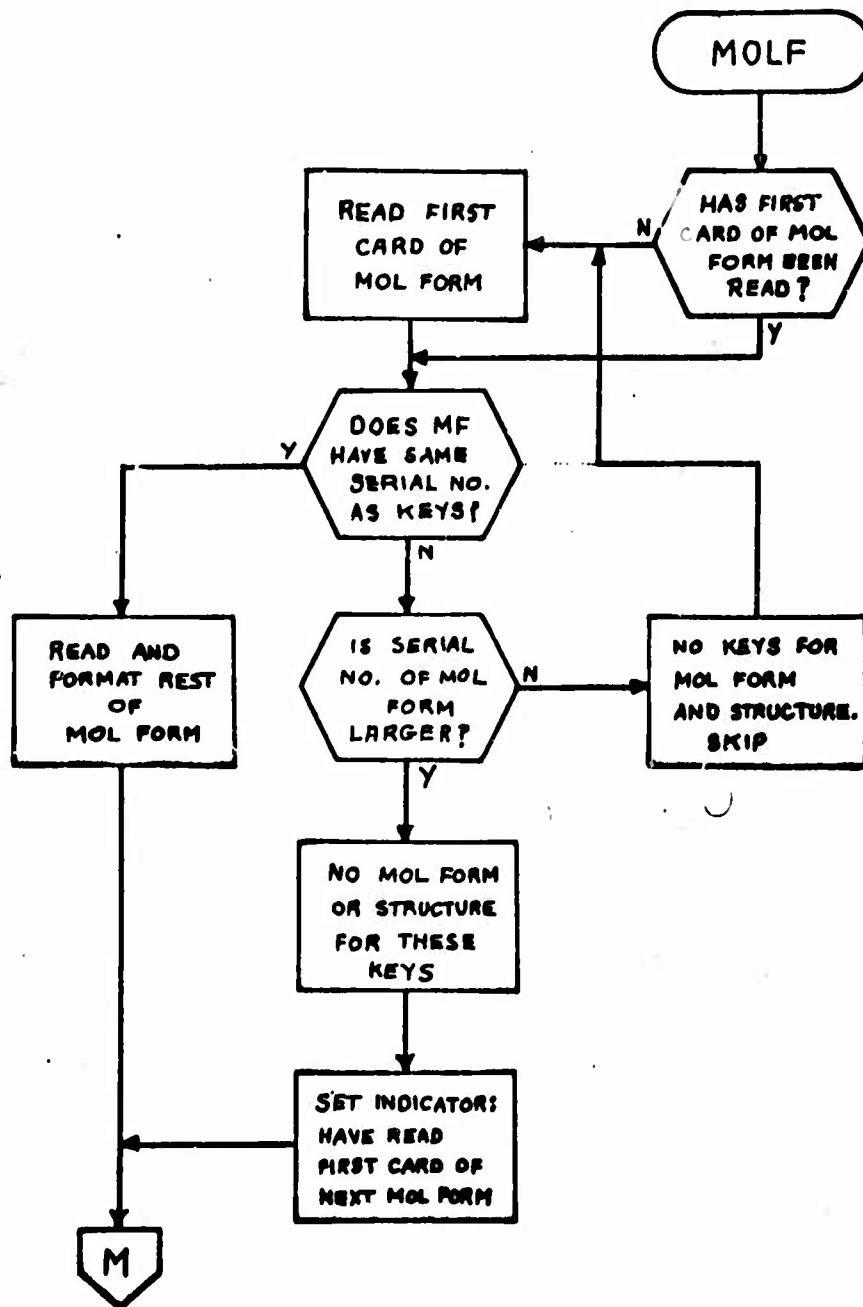 MOLF
HAS FIRST
CARD OF MOL
FORM BEEN
READ?
N
Y
READ FIRST
CARD OF
MOL FORM
DOES MF
HAVE SAME
SERIAL NO.
AS KEYS?
Y
N
READ AND
FORMAT REST
OF
MOL FORM
IS SERIAL
NO. OF MOL
FORM
LARGER?
N
Y
NO KEYS FOR
MOL FORM
AND STRUCTURE.
SKIP
NO MOL FORM
OR STRUCTURE
FOR THESE
KEYS
SET INDICATOR:
HAVE READ
FIRST CARD OF
NEXT MOL FORM
M